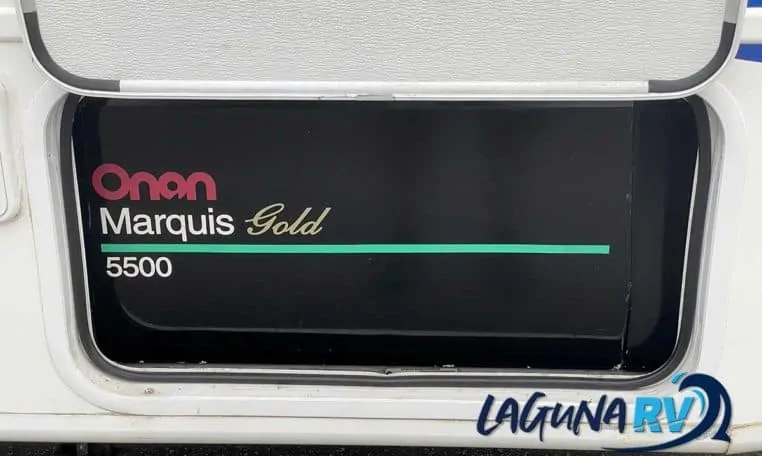 Onan
Marquis Gold
5500
LAGUNA RV